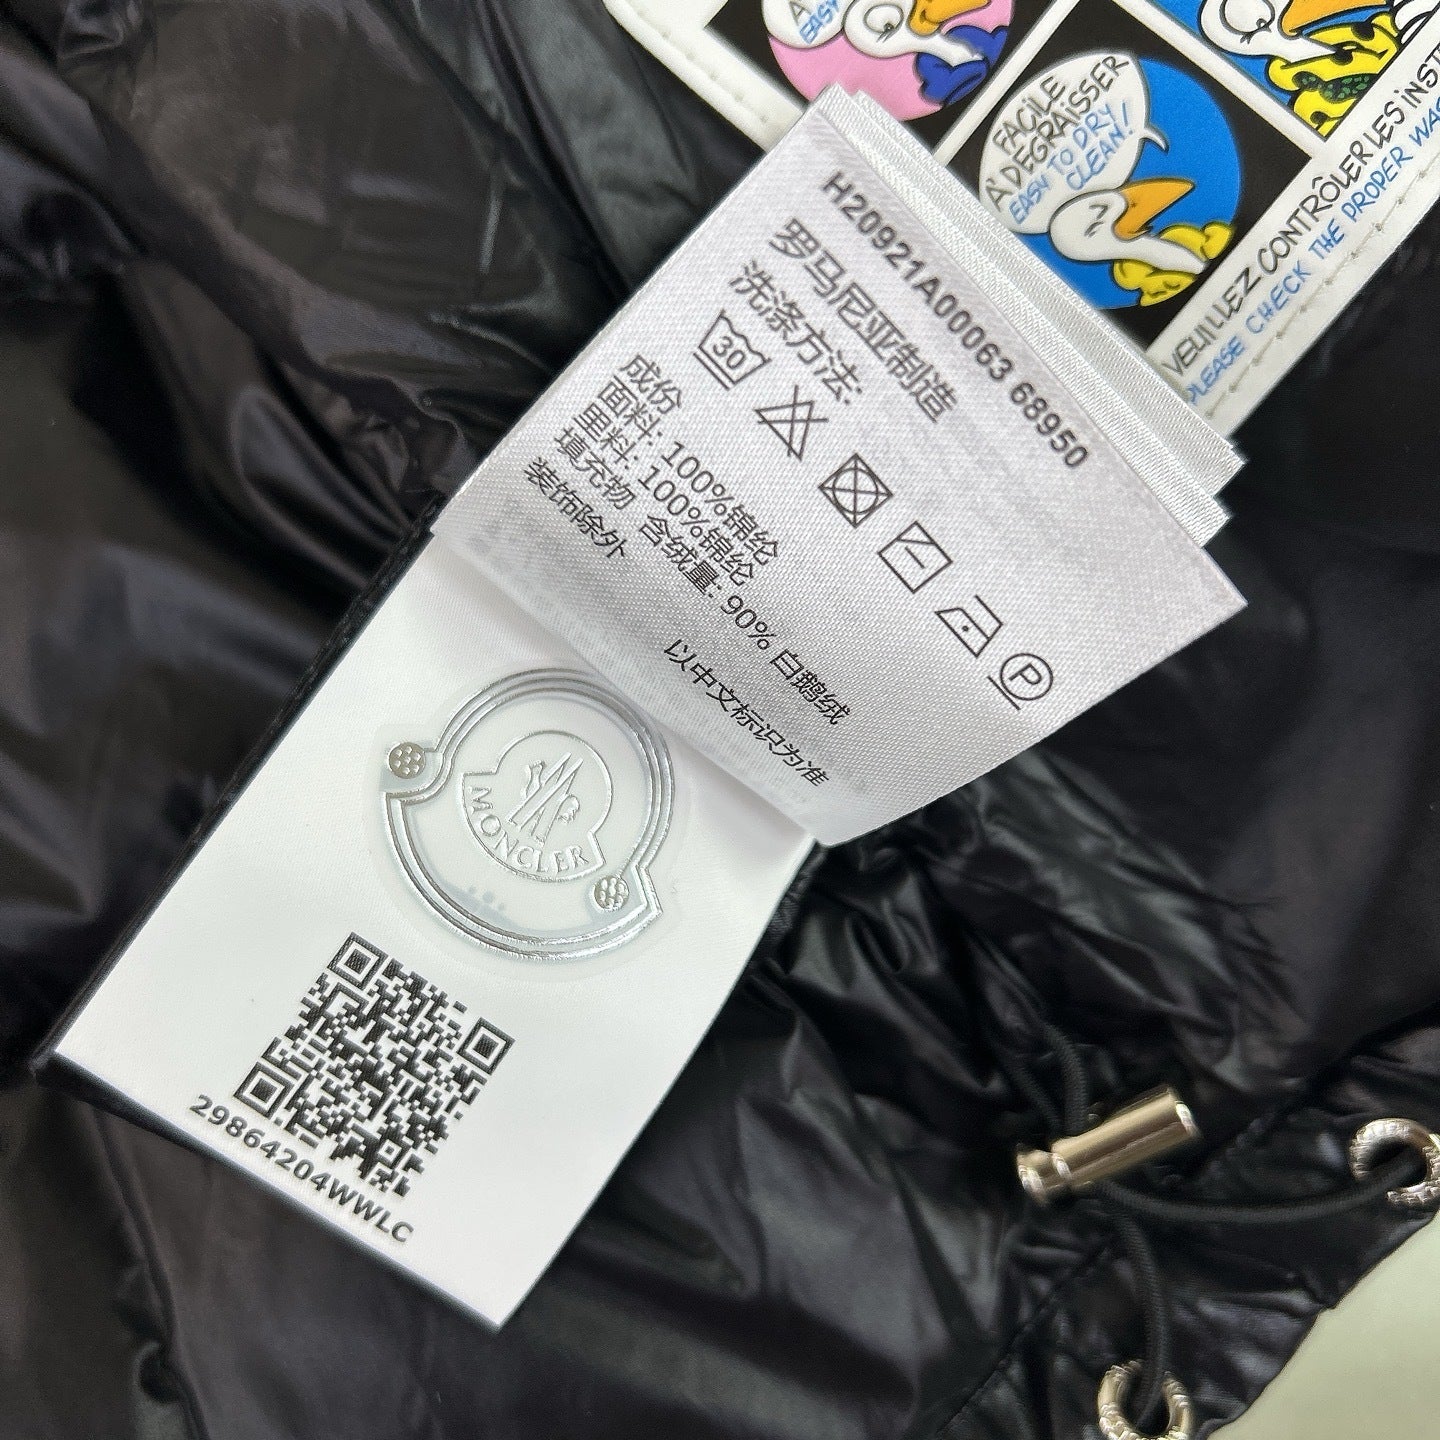 EASY
FACILE
A' DEGRAISSER
EASY TO DRY
CLEAN!
VEUILLEZ CONTRÔLER LES INST
PLEASE CHECK THE PROPER WAS
H20921A00063 68950
罗马尼亚制造
洗涤方法:
30
P
成份
面料: 100%锦纶
里料: 100%锦纶
填充物 含绒量: 90% 白鹅绒
装饰除外
以中文标识为准
MONCLER
29864204WWLC